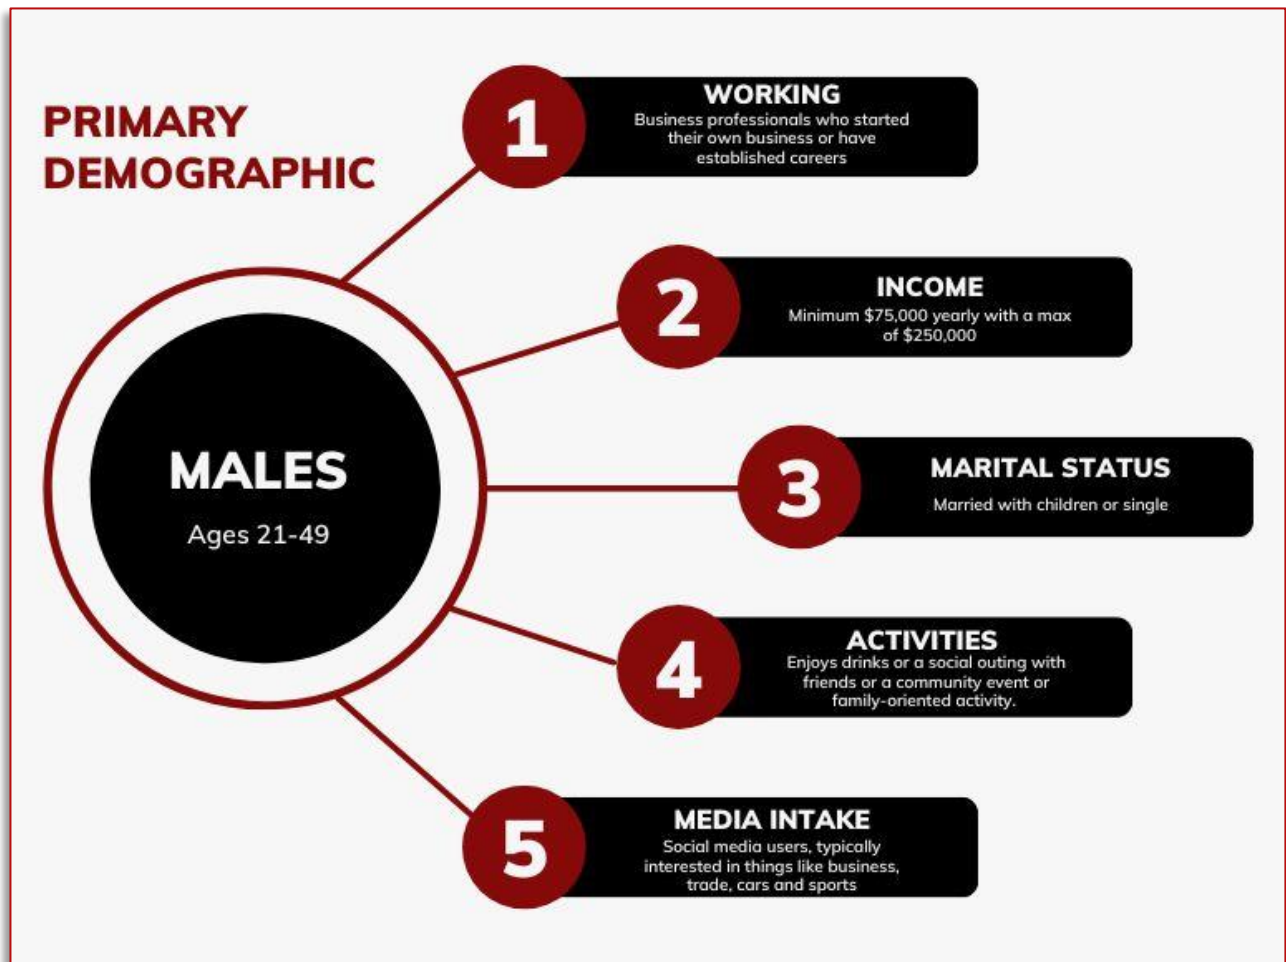 PRIMARY
DEMOGRAPHIC
MALES
Ages 21-49
1
WORKING
Business professionals who started
their own business or have
established careers
2
INCOME
Minimum $75,000 yearly with a max
of $250,000
3
MARITAL STATUS
Married with children or single
4
ACTIVITIES
Enjoys drinks or a social outing with
friends or a community event or
family-oriented activity.
5
MEDIA INTAKE
Social media users, typically
interested in things like business,
trade, cars and sports